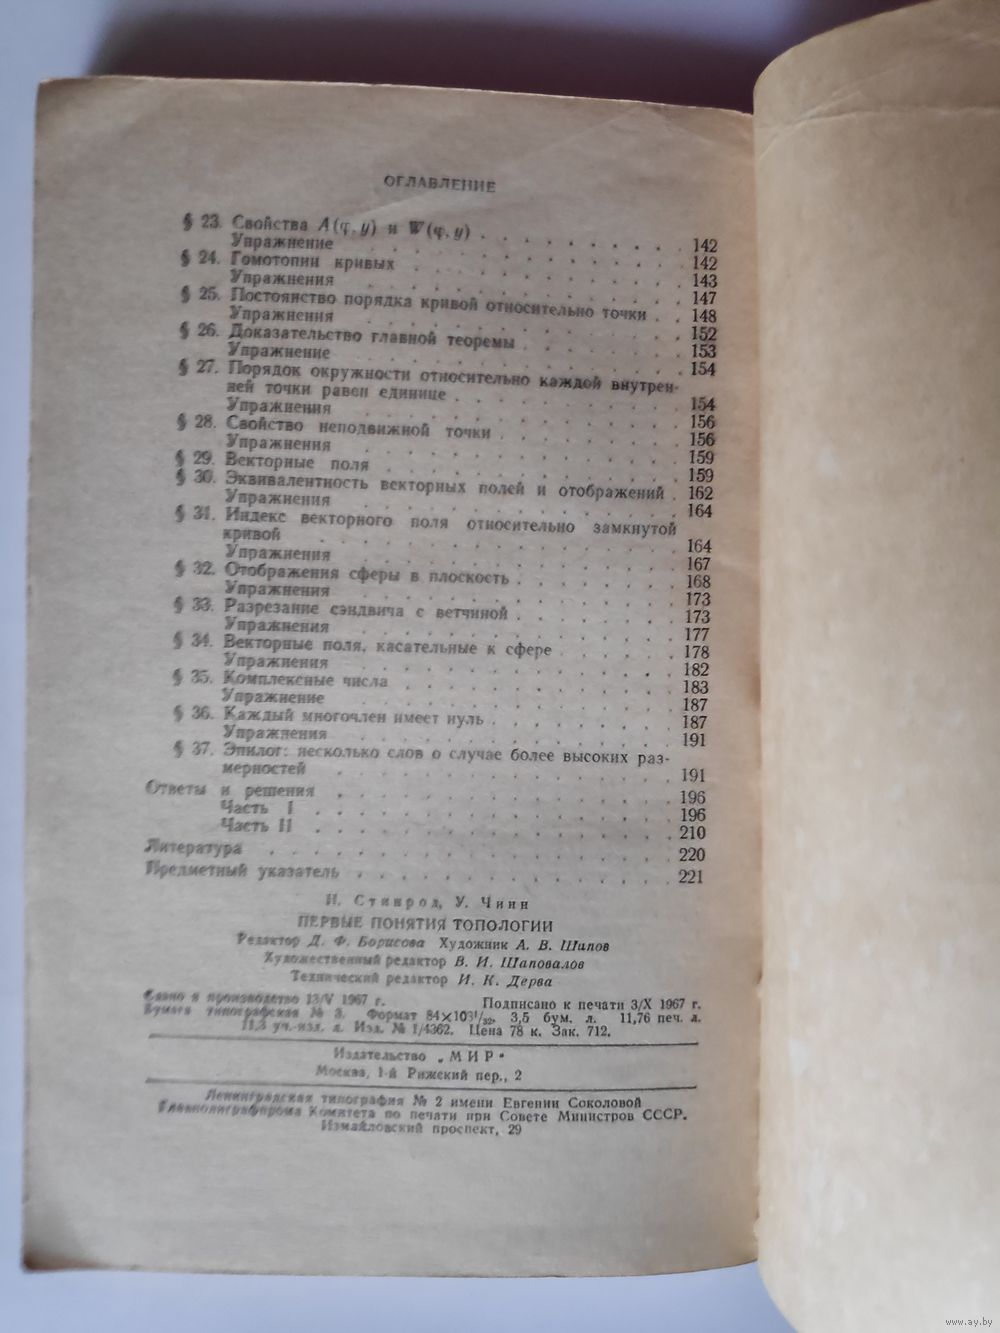 ОГЛАВЛЕНИЕ
§ 23. Свойства A(φ, y) и W(φ, y) . . . . . . . . . . 142
Упражнение . . . . . . . . . . 142
§ 24. Гомотопии кривых . . . . . . . . . . 143
Упражнения . . . . . . . . . . 147
§ 25. Постоянство порядка кривой относительно точки . . 148
Упражнения . . . . . . . . . . 152
§ 26. Доказательство главной теоремы . . . . . . . . 153
Упражнение . . . . . . . . . . 154
§ 27. Порядок окружности относительно каждой внутрен-
ней точки равен единице . . . . . . . . . . 154
Упражнения . . . . . . . . . . 156
§ 28. Свойство неподвижной точки . . . . . . . . . . 156
Упражнения . . . . . . . . . . 159
§ 29. Векторные поля . . . . . . . . . . 159
§ 30. Эквивалентность векторных полей и отображений . 162
Упражнения . . . . . . . . . . 164
§ 31. Индекс векторного поля относительно замкнутой
кривой . . . . . . . . . . 164
Упражнения . . . . . . . . . . 167
§ 32. Отображения сферы в плоскость . . . . . . . . 168
Упражнения . . . . . . . . . . 173
§ 33. Разрезание сэндвича с ветчиной . . . . . . . . 173
Упражнения . . . . . . . . . . 177
§ 34. Векторные поля, касательные к сфере . . . . . . 178
Упражнения . . . . . . . . . . 182
§ 35. Комплексные числа . . . . . . . . . . 183
Упражнение . . . . . . . . . . 187
§ 36. Каждый многочлен имеет нуль . . . . . . . . . 187
Упражнения . . . . . . . . . . 191
§ 37. Эпилог: несколько слов о случае более высоких раз-
мерностей . . . . . . . . . . 191
Ответы и решения . . . . . . . . . . 196
Часть I . . . . . . . . . . 196
Часть II . . . . . . . . . . 210
Литература . . . . . . . . . . 220
Предметный указатель . . . . . . . . . . 221
Н. Стинрод, У. Чинн
ПЕРВЫЕ ПОНЯТИЯ ТОПОЛОГИИ
Редактор Д. Ф. Борисова Художник А. В. Шипов
Художественный редактор В. И. Шаповалов
Технический редактор И. К. Дерва
Сдано в производство 13/V 1967 г. Подписано к печати 3/X 1967 г.
Бумага типографская № 3. Формат 84×108¹/₃₂. 3,5 бум. л. 11,76 печ. л.
11,3 уч.-изд. л. Изд. № 1/4362. Цена 78 к. Зак. 712.
Издательство „МИР"
Москва, 1-й Рижский пер., 2
Ленинградская типография № 2 имени Евгении Соколовой
Главполиграфпрома Комитета по печати при Совете Министров СССР.
Измайловский проспект, 29
www.ay.by